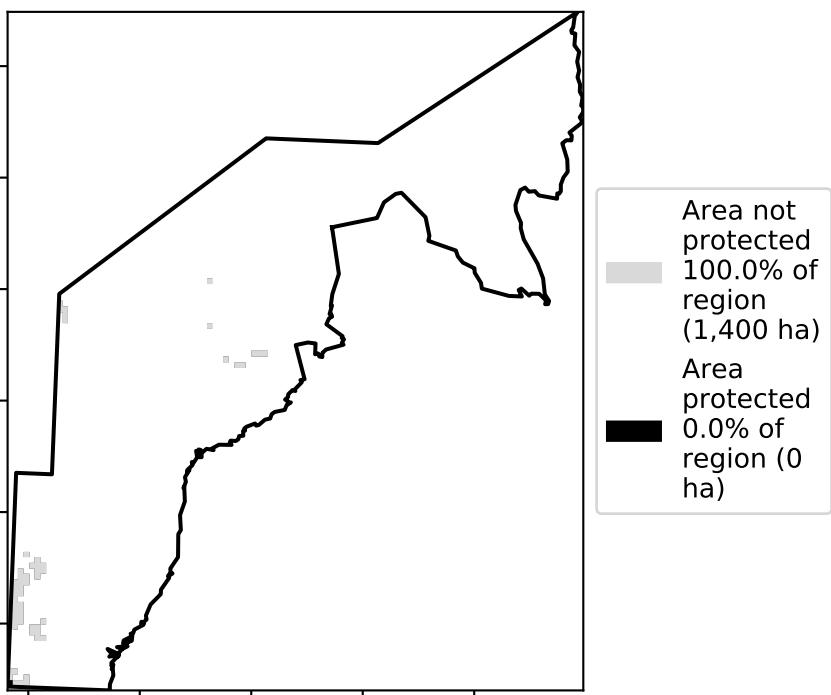 Area not
protected
100.0% of
region
(1,400 ha)
Area
protected
0.0% of
region (0
ha)